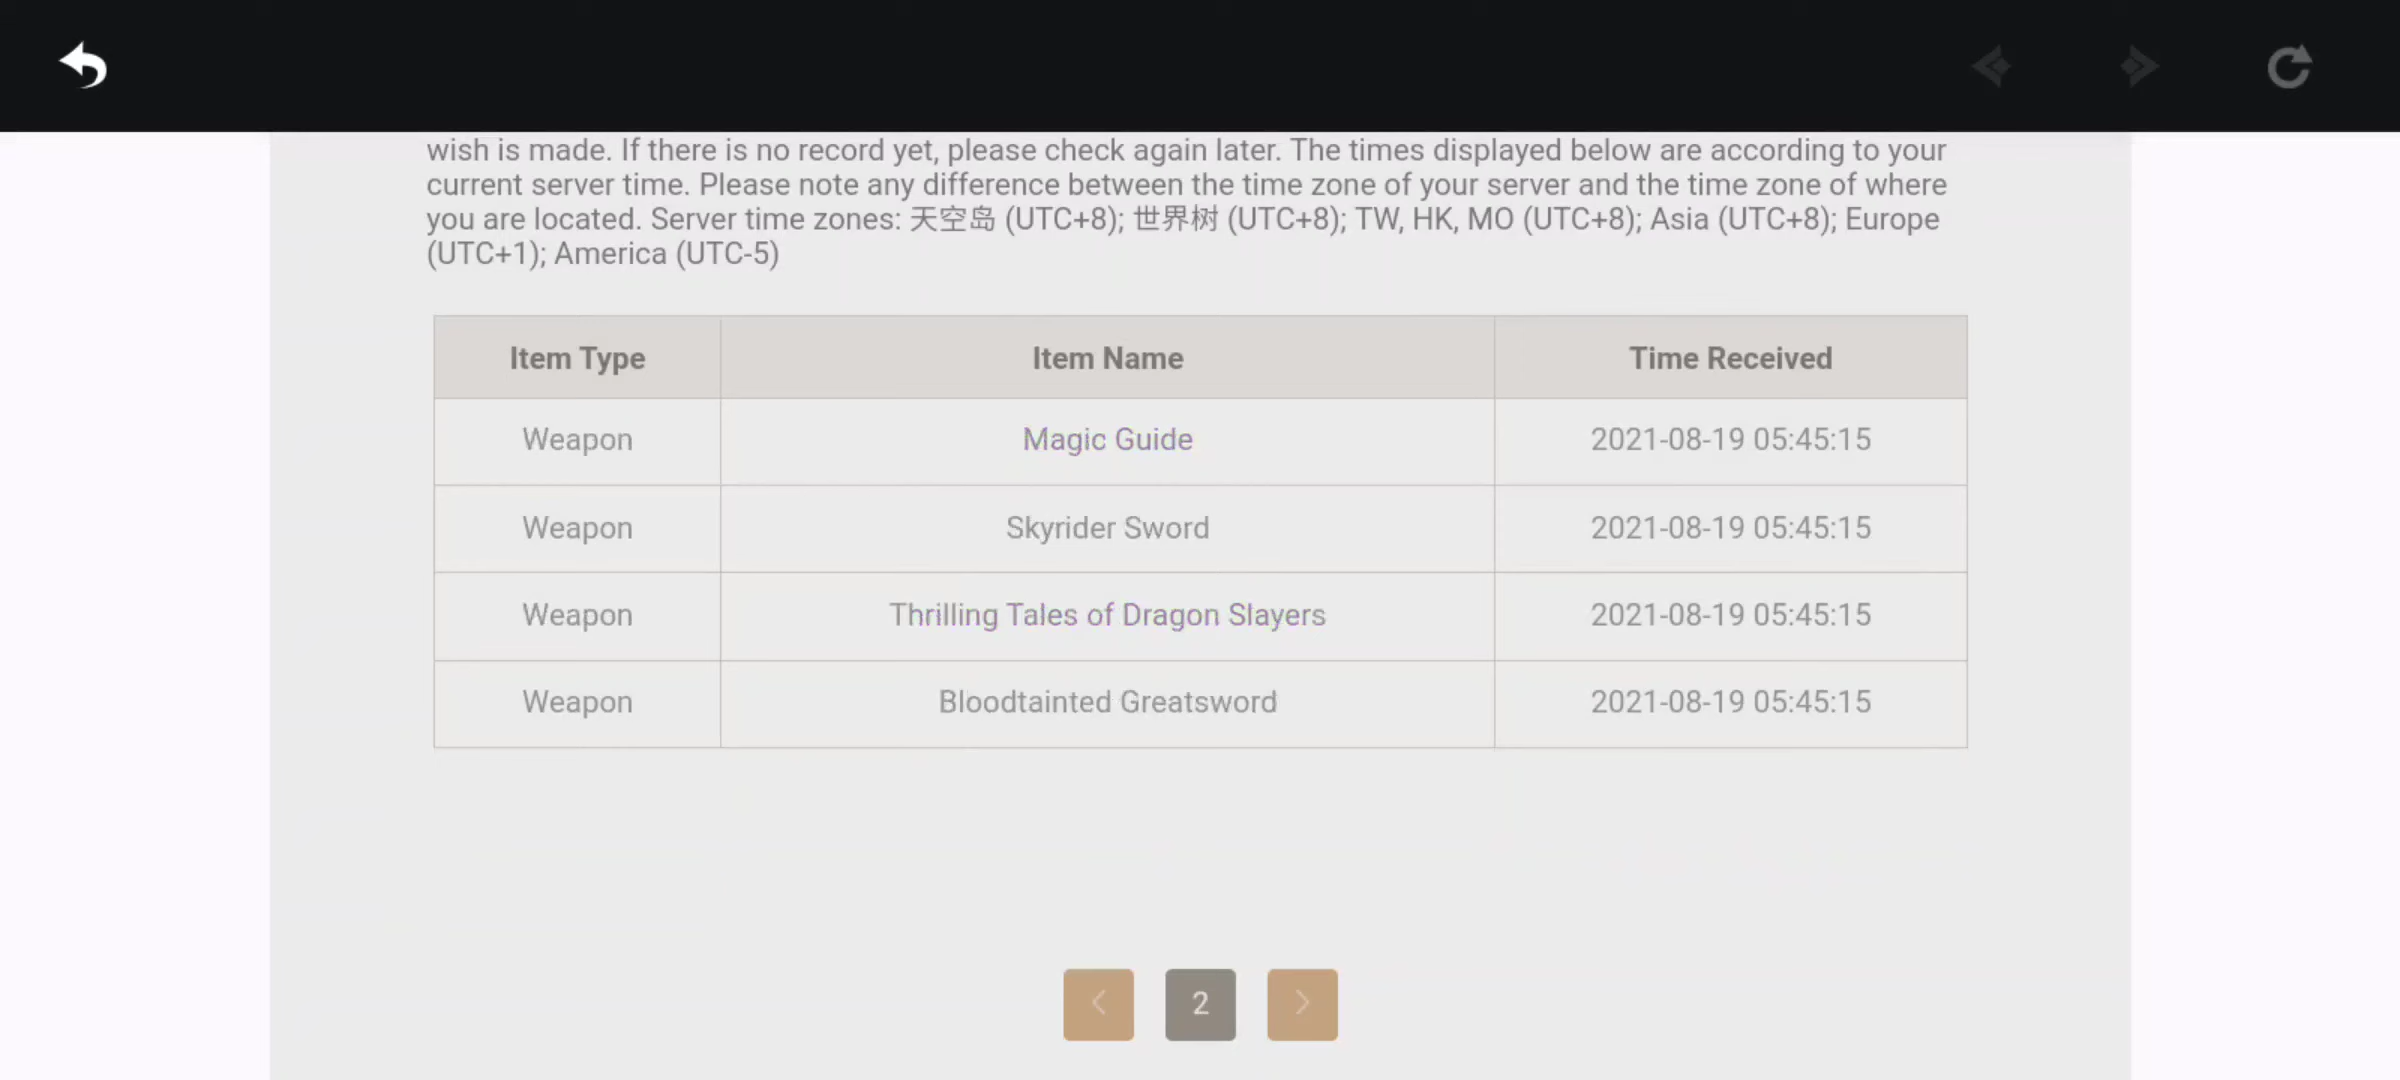 wish is made. If there is no record yet, please check again later. The times displayed below are according to your
current server time. Please note any difference between the time zone of your server and the time zone of where
you are located. Server time zones: 天空岛 (UTC+8); 世界树 (UTC+8); TW, HK, MO (UTC+8); Asia (UTC+8); Europe
(UTC+1); America (UTC-5)
Item Type Item Name Time Received
Weapon Magic Guide 2021-08-19 05:45:15
Weapon Skyrider Sword 2021-08-19 05:45:15
Weapon Thrilling Tales of Dragon Slayers 2021-08-19 05:45:15
Weapon Bloodtainted Greatsword 2021-08-19 05:45:15
2